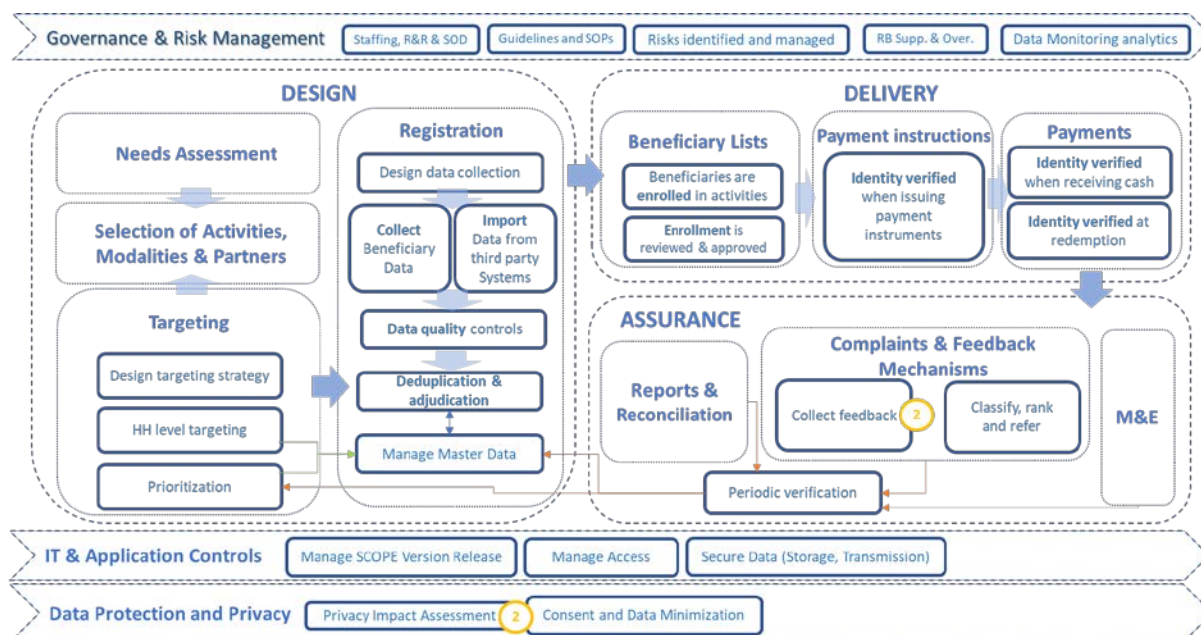 Governance & Risk Management
Staffing, R&R & SOD
Guidelines and SOPs
Risks identified and managed
RB Supp. & Over.
Data Monitoring analytics
DESIGN
Needs Assessment
Selection of Activities,
Modalities & Partners
Targeting
Design targeting strategy
HH level targeting
Prioritization
Registration
Design data collection
Collect
Beneficiary
Data
Import
Data from
third party
Systems
Data quality controls
Deduplication &
adjudication
Manage Master Data
DELIVERY
Beneficiary Lists
Beneficiaries are
enrolled in activities
Enrollment is
reviewed & approved
Payment instructions
Identity verified
when issuing
payment
instruments
Payments
Identity verified
when receiving cash
Identity verified at
redemption
ASSURANCE
Reports &
Reconciliation
Complaints & Feedback
Mechanisms
Collect feedback
2
Classify, rank
and refer
M&E
Periodic verification
IT & Application Controls
Manage SCOPE Version Release
Manage Access
Secure Data (Storage, Transmission)
Data Protection and Privacy
Privacy Impact Assessment
2
Consent and Data Minimization